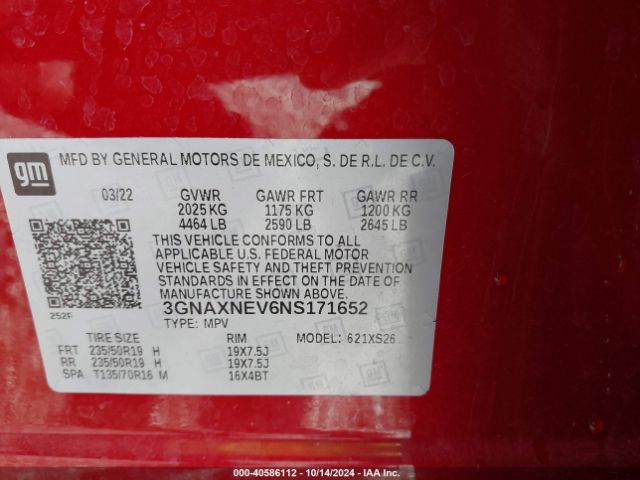 gm
MFD BY GENERAL MOTORS DE MEXICO, S. DE R.L. DE C.V.
03/22 GVWR GAWR FRT GAWR RR
2025 KG 1175 KG 1200 KG
4464 LB 2590 LB 2645 LB
THIS VEHICLE CONFORMS TO ALL
APPLICABLE U.S. FEDERAL MOTOR
VEHICLE SAFETY AND THEFT PREVENTION
STANDARDS IN EFFECT ON THE DATE OF
MANUFACTURE SHOWN ABOVE.
252F 3GNAXNEV6NS171652
TYPE: MPV
TIRE SIZE RIM MODEL: 621XS26
FRT 235/50R19 H 19X7.5J
RR 235/50R19 H 19X7.5J
SPA T135/70R16 M 16X4BT
000-40586112 - 10/14/2024 - IAA Inc.